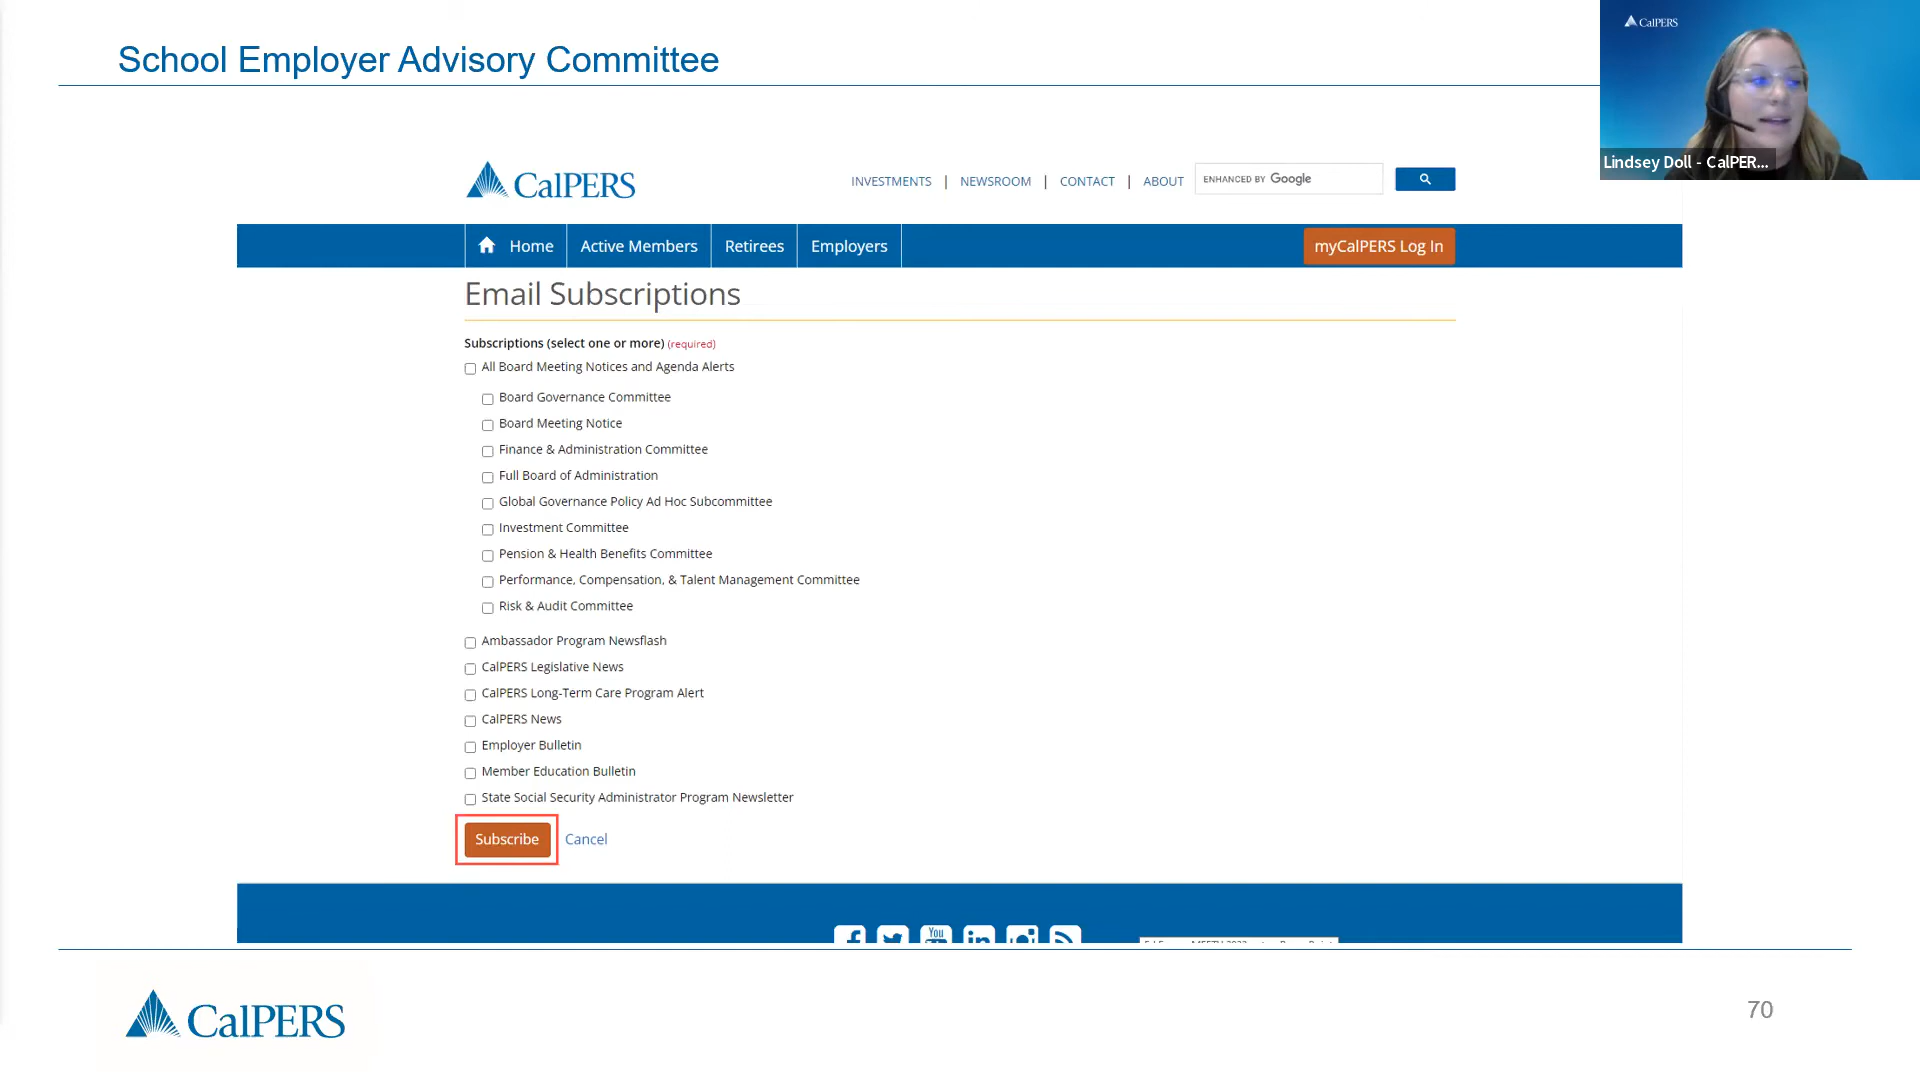 School Employer Advisory Committee
CalPERS
Lindsey Doll - CalPER...
CalPERS
INVESTMENTS | NEWSROOM | CONTACT | ABOUT
ENHANCED BY Google
Home
Active Members
Retirees
Employers
myCalPERS Log In
Email Subscriptions
Subscriptions (select one or more) (required)
All Board Meeting Notices and Agenda Alerts
Board Governance Committee
Board Meeting Notice
Finance & Administration Committee
Full Board of Administration
Global Governance Policy Ad Hoc Subcommittee
Investment Committee
Pension & Health Benefits Committee
Performance, Compensation, & Talent Management Committee
Risk & Audit Committee
Ambassador Program Newsflash
CalPERS Legislative News
CalPERS Long-Term Care Program Alert
CalPERS News
Employer Bulletin
Member Education Bulletin
State Social Security Administrator Program Newsletter
Subscribe
Cancel
You
in
CalPERS
70